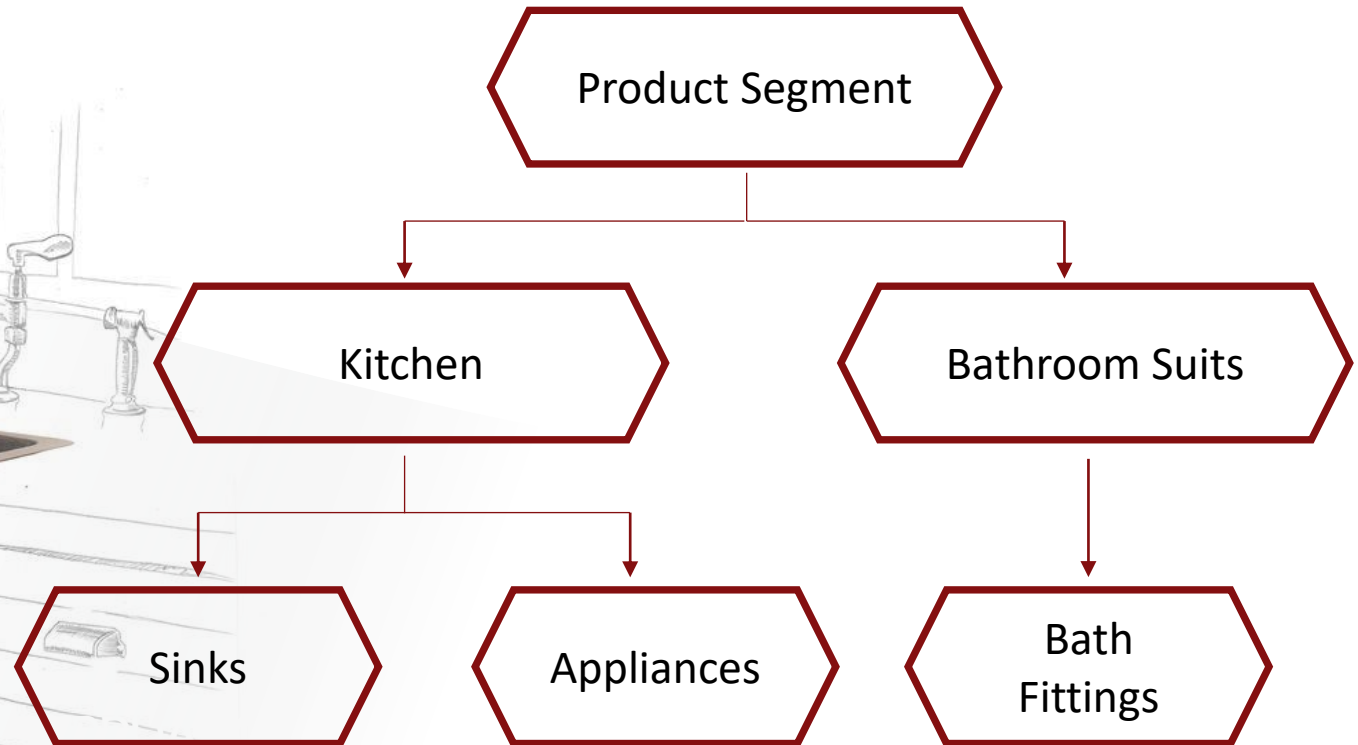 Product Segment
Kitchen
Bathroom Suits
Sinks
Appliances
Bath
Fittings